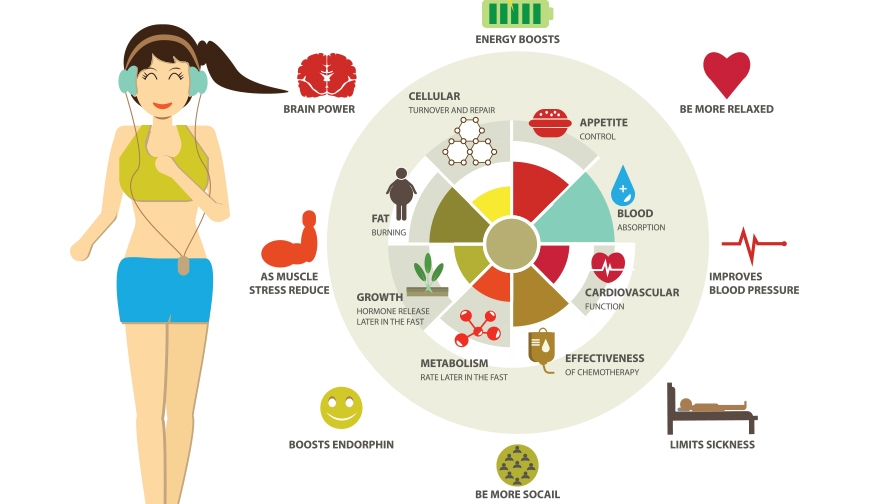 ENERGY BOOSTS
BRAIN POWER
BE MORE RELAXED
CELLULAR
TURNOVER AND REPAIR
APPETITE
CONTROL
FAT
BURNING
BLOOD
ABSORPTION
AS MUSCLE
STRESS REDUCE
IMPROVES
BLOOD PRESSURE
GROWTH
HORMONE RELEASE
LATER IN THE FAST
CARDIOVASCULAR
FUNCTION
METABOLISM
RATE LATER IN THE FAST
EFFECTIVENESS
OF CHEMOTHERAPY
BOOSTS ENDORPHIN
LIMITS SICKNESS
BE MORE SOCAIL